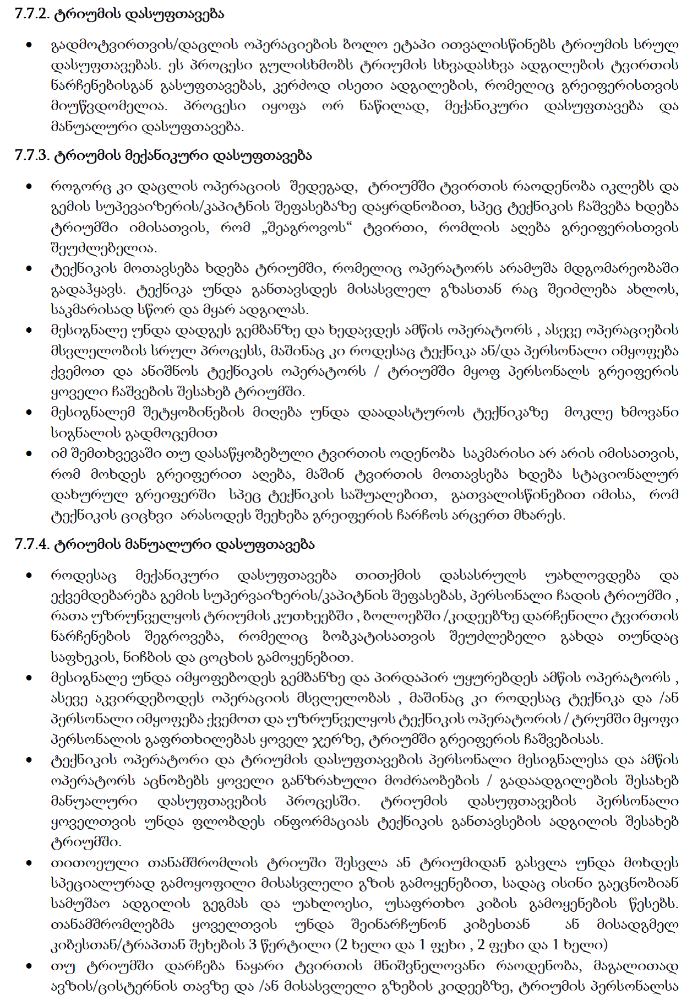 7.7.2. ტრიუმის დასუფთავება
• გადმოტვირთვის/დაცლის ოპერაციების ბოლო ეტაპი ითვალისწინებს ტრიუმის სრულ
დასუფთავებას. ეს პროცესი გულისხმობს ტრიუმის სხვადასხვა ადგილების ტვირთის
ნარჩენებისგან გასუფთავებას, კერძოდ ისეთი ადგილების, რომელიც გრეიფერისთვის
მიუწვდომელია. პროცესი იყოფა ორ ნაწილად, მექანიკური დასუფთავება და
მანუალური დასუფთავება.
7.7.3. ტრიუმის მექანიკური დასუფთავება
• როგორც კი დაცლის ოპერაციის შედეგად, ტრიუმში ტვირთის რაოდენობა იკლებს და
გემის სუპევაიზერის/კაპიტნის შეფასებაზე დაყრდნობით, სპეც ტექნიკის ჩაშვება ხდება
ტრიუმში იმისათვის, რომ „შეაგროვოს“ ტვირთი, რომლის აღება გრეიფერისთვის
შეუძლებელია.
• ტექნიკის მოთავსება ხდება ტრიუმში, რომელიც ოპერატორს არამუშა მდგომარეობაში
გადაჰყავს. ტექნიკა უნდა განთავსდეს მისასვლელ გზასთან რაც შეიძლება ახლოს,
საკმარისად სწორ და მყარ ადგილას.
• მესიგნალე უნდა დადგეს გემბანზე და ხედავდეს ამწის ოპერატორს , ასევე ოპერაციების
მსვლელობის სრულ პროცესს, მაშინაც კი როდესაც ტექნიკა ან/და პერსონალი იმყოფება
ქვემოთ და ანიშნოს ტექნიკის ოპერატორს / ტრიუმში მყოფ პერსონალს გრეიფერის
ყოველი ჩაშვების შესახებ ტრიუმში.
• მესიგნალემ შეტყობინების მიღება უნდა დაადასტუროს ტექნიკაზე მოკლე ხმოვანი
სიგნალის გადმოცემით
• იმ შემთხვევაში თუ დასაწყობებული ტვირთის ოდენობა საკმარისი არ არის იმისათვის,
რომ მოხდეს გრეიფერით აღება, მაშინ ტვირთის მოთავსება ხდება სტაციონალურ
დახურულ გრეიფერში სპეც ტექნიკის საშუალებით, გათვალისწინებით იმისა, რომ
ტექნიკის ციცხვი არასოდეს შეეხება გრეიფერის ჩარჩოს არცერთ მხარეს.
7.7.4. ტრიუმის მანუალური დასუფთავება
• როდესაც მექანიკური დასუფთავება თითქმის დასასრულს უახლოვდება და
ექვემდებარება გემის სუპერვაიზერის/კაპიტნის შეფასებას, პერსონალი ჩადის ტრიუმში ,
რათა უზრუნველყოს ტრიუმის კუთხეებში , ბოლოებში /კიდეებზე დარჩენილი ტვირთის
ნარჩენების შეგროვება, რომელიც ბობკატისათვის შეუძლებელი გახდა თუნდაც
საფხეკის, ნიჩბის და ცოცხის გამოყენებით.
• მესიგნალე უნდა იმყოფებოდეს გემბანზე და პირდაპირ უყურებდეს ამწის ოპერატორს ,
ასევე აკვირდებოდეს ოპერაციის მსვლელობას , მაშინაც კი როდესაც ტექნიკა და /ან
პერსონალი იმყოფება ქვემოთ და უზრუნველყოს ტექნიკის ოპერატორის / ტრუმში მყოფი
პერსონალის გაფრთხილებას ყოველ ჯერზე, ტრიუმში გრეიფერის ჩაშვებისას.
• ტექნიკის ოპერატორი და ტრიუმის დასუფთავების პერსონალი მესიგნალესა და ამწის
ოპერატორს აცნობებს ყოველი განზრახული მოძრაობების / გადაადგილების შესახებ
მანუალური დასუფთავების პროცესში. ტრიუმის დასუფთავების პერსონალი
ყოველთვის უნდა ფლობდეს ინფორმაციას ტექნიკის განთავსების ადგილის შესახებ
ტრიუმში.
• თითოეული თანამშრომლის ტრიუში შესვლა ან ტრიუმიდან გასვლა უნდა მოხდეს
სპეციალურად გამოყოფილი მისასვლელი გზის გამოყენებით, სადაც ისინი გაეცნობიან
სამუშაო ადგილის გეგმას და უახლოესი, უსაფრთხო კიბის გამოყენების წესებს.
თანამშრომლებმა ყოველთვის უნდა შეინარჩუნონ კიბესთან ან მისადგმელ
კიბესთან/ტრაპთან შეხების 3 წერტილი (2 ხელი და 1 ფეხი , 2 ფეხი და 1 ხელი)
• თუ ტრიუმში დარჩება ნაყარი ტვირთის მნიშვნელოვანი რაოდენობა, მაგალითად
ავზის/ცისტერნის თავზე და /ან მისასვლელი გზების კიდეებზე, ტრიუმის პერსონალსა